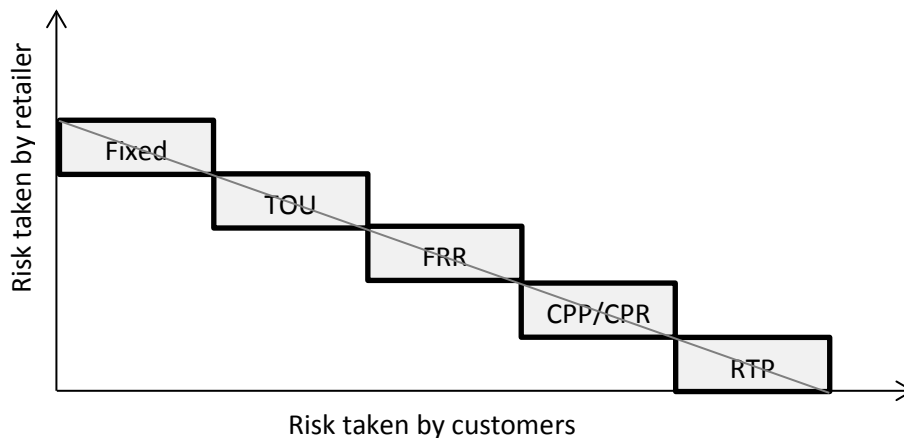 Risk taken by retailer
Fixed
TOU
FRR
CPP/CPR
RTP
Risk taken by customers